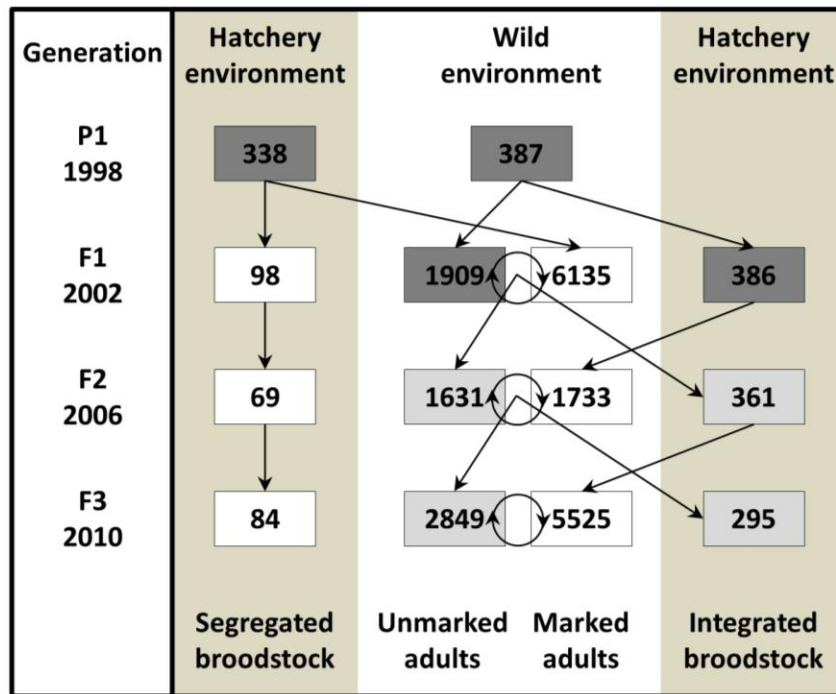 Generation
Hatchery
environment
Wild
environment
Hatchery
environment
P1
1998
338
387
F1
2002
98
1909
6135
386
F2
2006
69
1631
1733
361
F3
2010
84
2849
5525
295
Segregated
broodstock
Unmarked
adults
Marked
adults
Integrated
broodstock